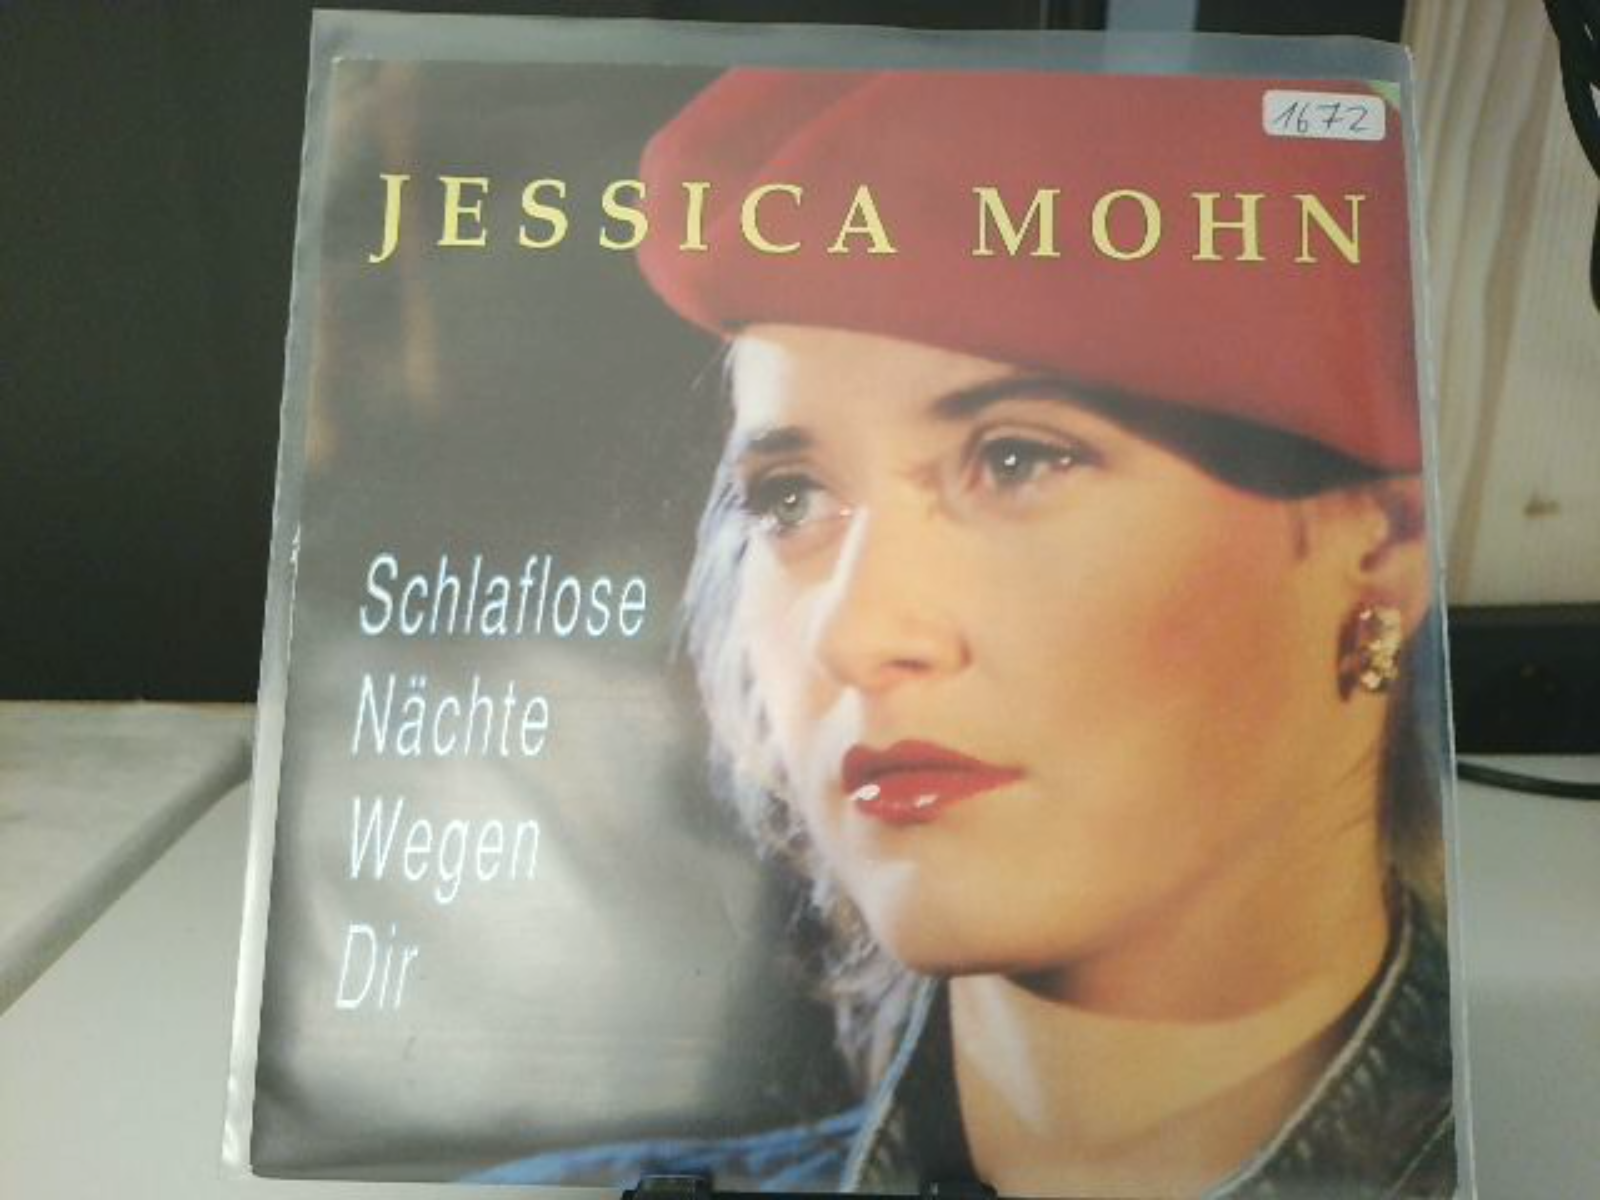 1672
JESSICA MOHN
Schlaflose
Nächte
Wegen
Dir